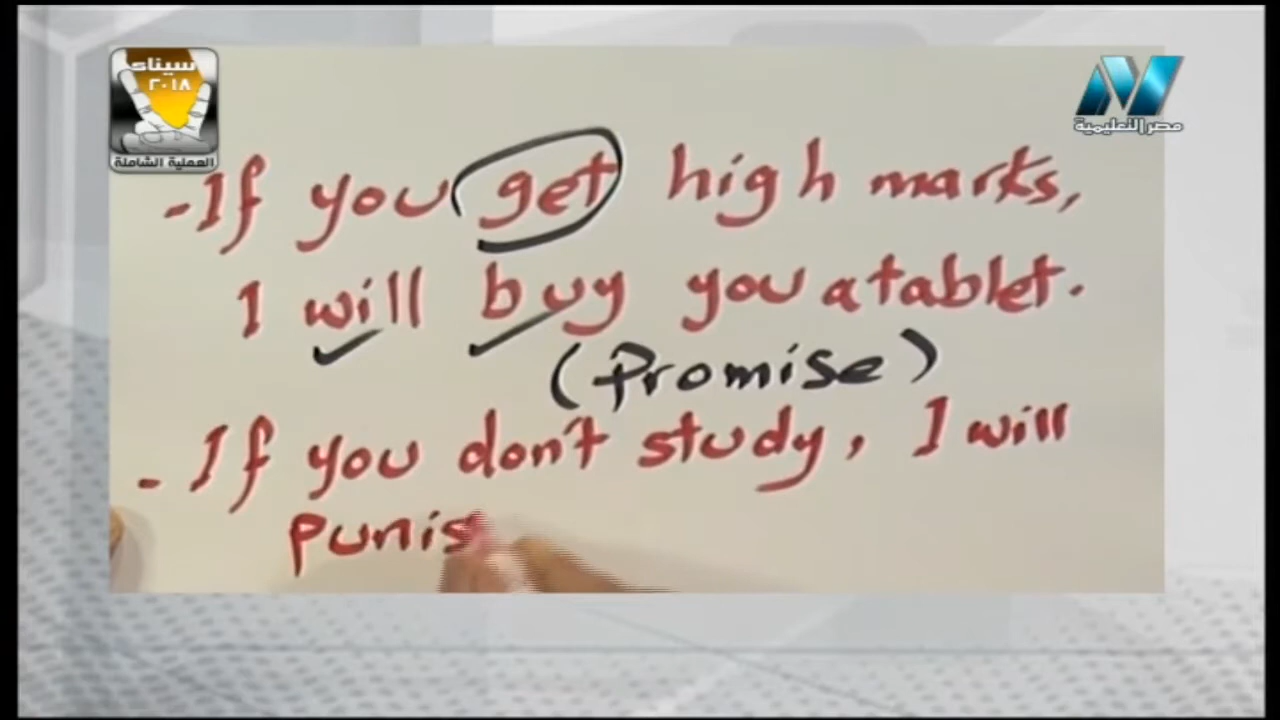 سيناء
٢٠١٨
العملية الشاملة
مصر التعليمية
- If you get high marks,
I will buy you a tablet.
(Promise)
- If you don't study, I will
punis